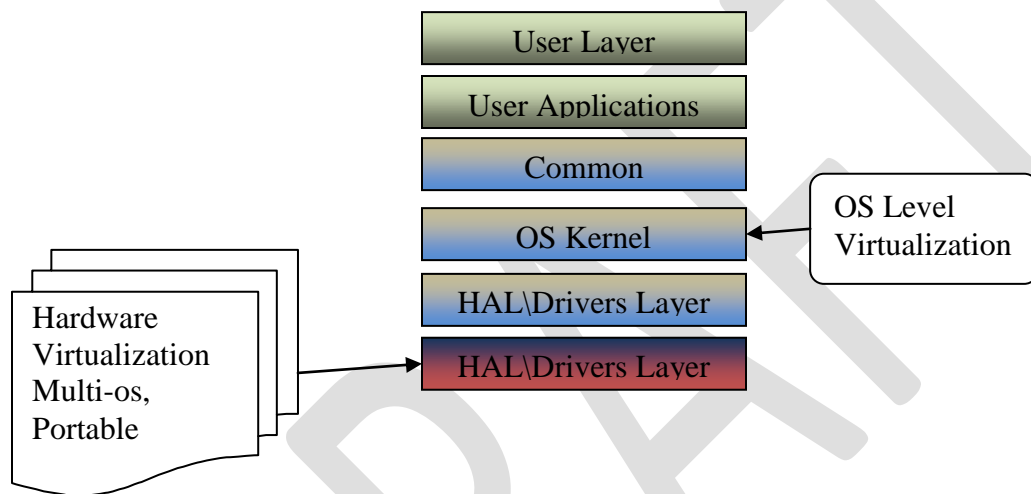 User Layer
User Applications
Common
OS Kernel
HAL\Drivers Layer
HAL\Drivers Layer
OS Level
Virtualization
Hardware
Virtualization
Multi-os,
Portable
DRAFT